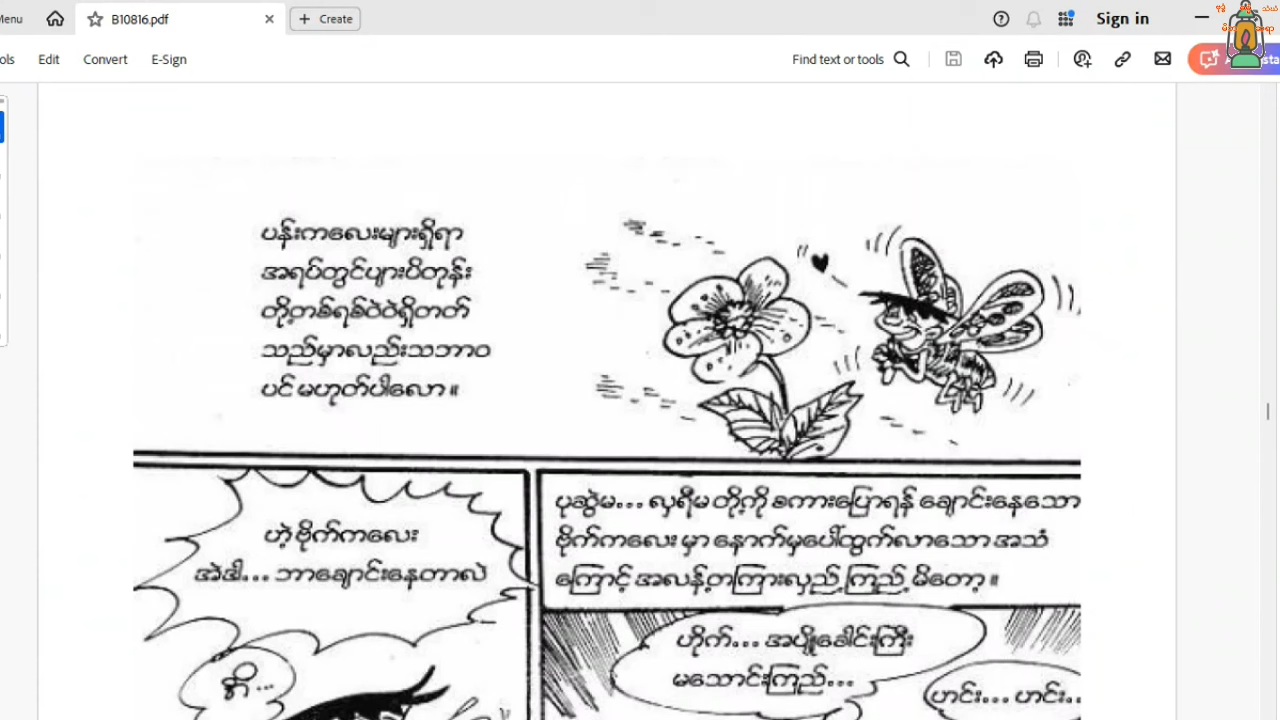 Menu
B10816.pdf
Create
Sign in
ols
Edit
Convert
E-Sign
Find text or tools
ပန်းကလေးများရှိရာ
အရပ်တွင်ပျားပိတုန်း
တို့တစ်ရစ်ဝဲဝဲရှိတတ်
သည်မှာလည်းသဘာဝ
ပင် မဟုတ်ပါလော။
ဟဲ့ ဗိုက်ကလေး
အဲဒါ... ဘာချောင်းနေတာလဲ
ပုဆွဲမ... လှရီမ တို့ကို စကားပြောရန် ချောင်းနေသော
ဗိုက်ကလေး မှာ နောက်မှပေါ်ထွက်လာသော အသံ
ကြောင့် အလန့်တကြားလှည့်ကြည့်မိတော့။
ဟိုက်... အပျိုခေါင်းကြီး
မသောင်းကြည်...
ဟင်း... ဟင်း..